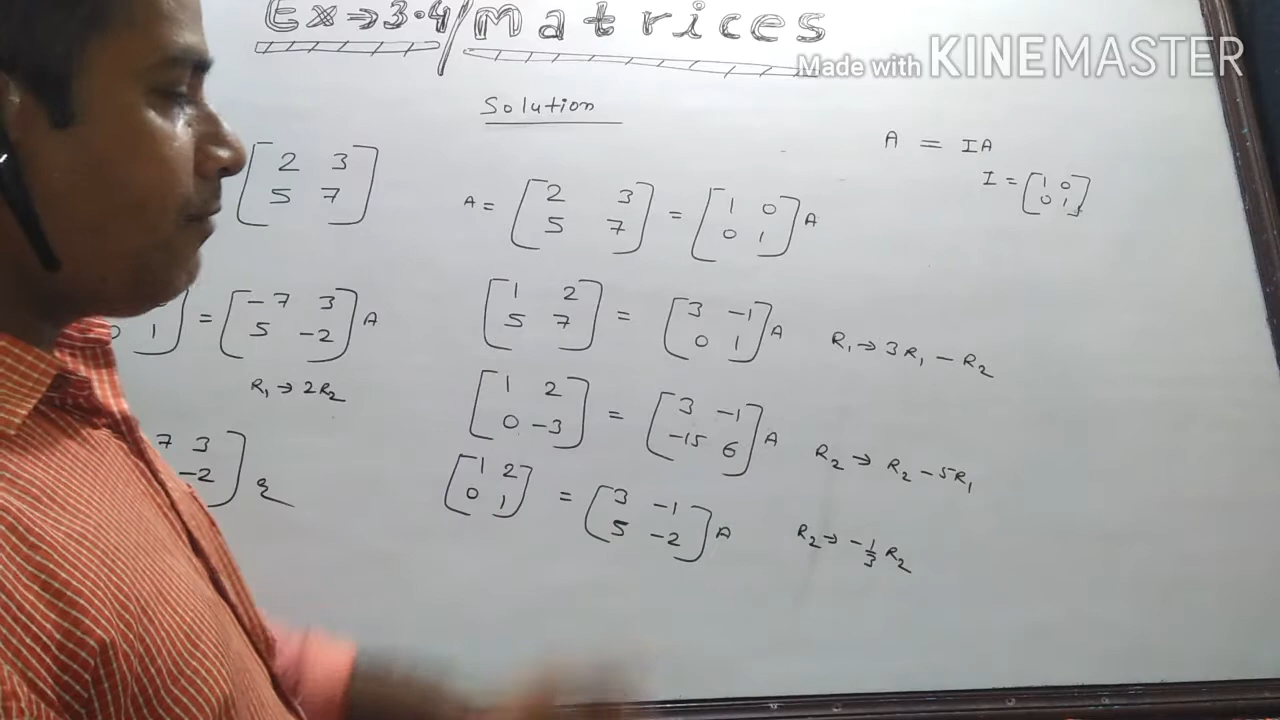 Ex → 3.4 / Matrices
Made with KINEMASTER
Solution
[2 3
5 7]
A = [2 3
5 7] = [1 0
0 1] A
[1 2
5 7] = [3 -1
0 1] A R₁ → 3R₁ - R₂
[1 2
0 -3] = [3 -1
-15 6] A R₂ → R₂ - 5R₁
[1 2
0 1] = [3 -1
5 -2] A R₂ → -1/3 R₂
A = IA
I = [1 0
0 1]
0 1] = [-7 3
5 -2] A
R₁ → 2R₂
7 3
-2]